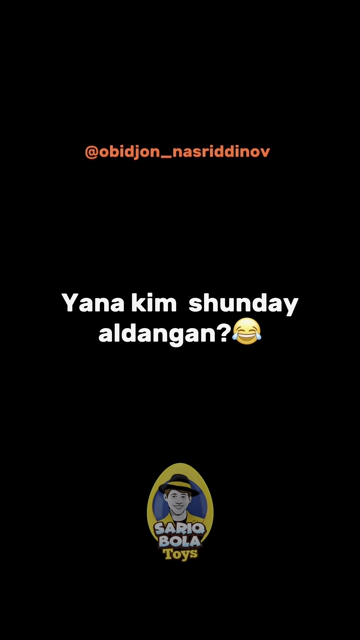 @obidjon_nasriddinov
Yana kim shunday
aldangan?😂
SARIQ
BOLA
Toys